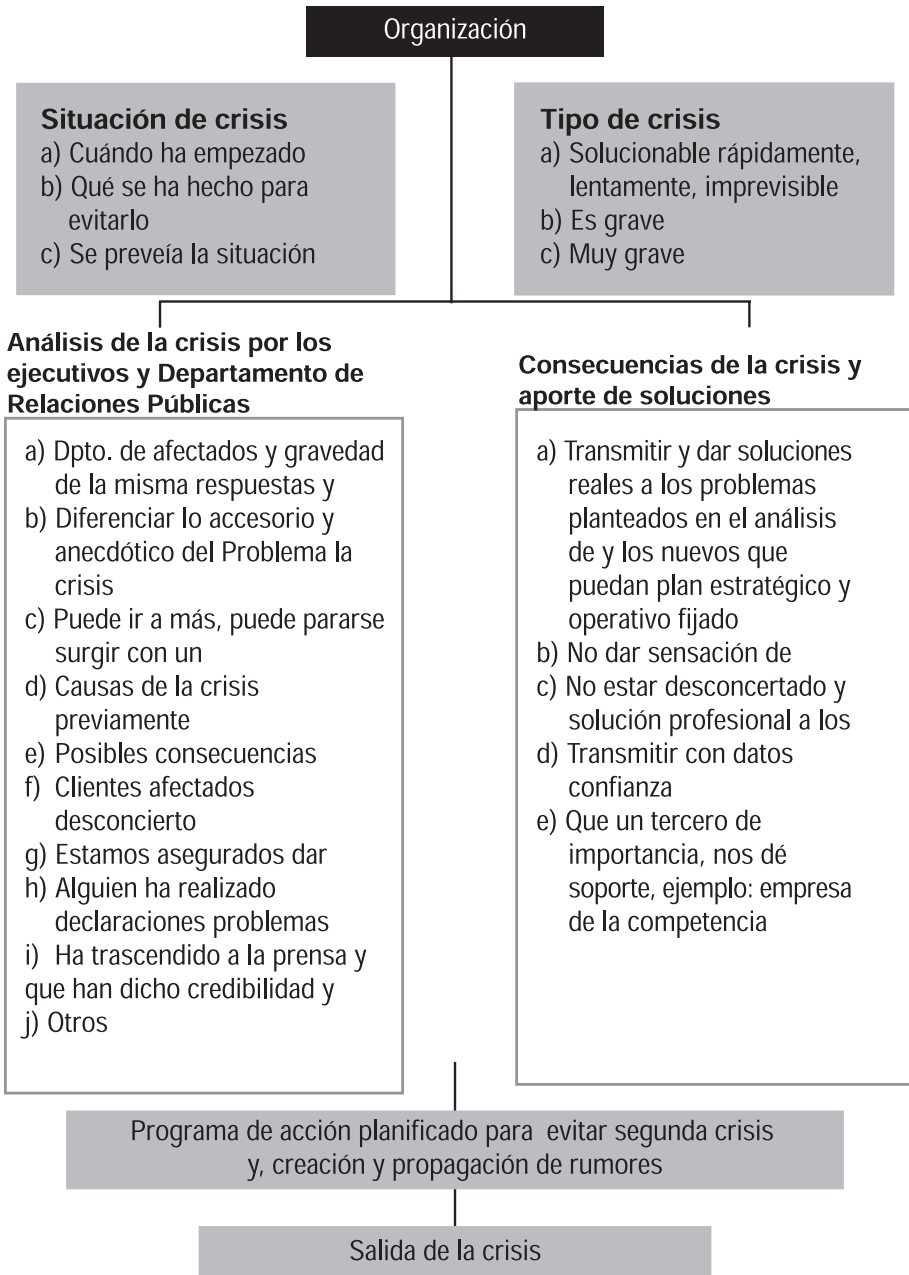 Organización
Situación de crisis
a) Cuándo ha empezado
b) Qué se ha hecho para
evitarlo
c) Se preveía la situación
Tipo de crisis
a) Solucionable rápidamente,
lentamente, imprevisible
b) Es grave
c) Muy grave
Análisis de la crisis por los
ejecutivos y Departamento de
Relaciones Públicas
a) Dpto. de afectados y gravedad
de la misma respuestas y
b) Diferenciar lo accesorio y
anecdótico del Problema la
crisis
c) Puede ir a más, puede pararse
surgir con un
d) Causas de la crisis
previamente
e) Posibles consecuencias
f) Clientes afectados
desconcierto
g) Estamos asegurados dar
h) Alguien ha realizado
declaraciones problemas
i) Ha trascendido a la prensa y
que han dicho credibilidad y
j) Otros
Consecuencias de la crisis y
aporte de soluciones
a) Transmitir y dar soluciones
reales a los problemas
planteados en el análisis
de y los nuevos que
puedan plan estratégico y
operativo fijado
b) No dar sensación de
c) No estar desconcertado y
solución profesional a los
d) Transmitir con datos
confianza
e) Que un tercero de
importancia, nos dé
soporte, ejemplo: empresa
de la competencia
Programa de acción planificado para evitar segunda crisis
y, creación y propagación de rumores
Salida de la crisis